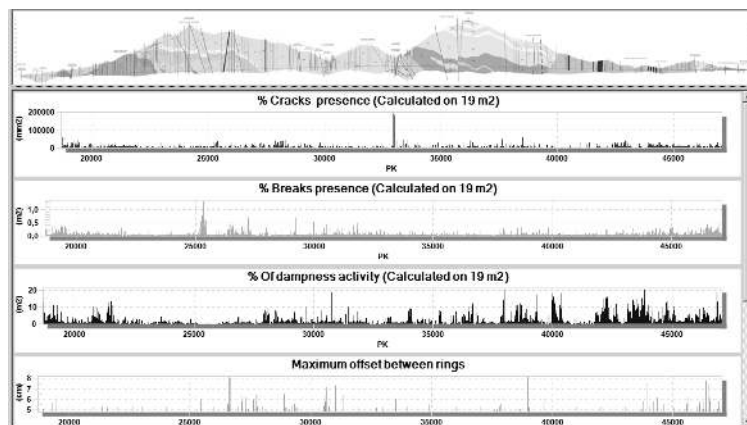 % Cracks presence (Calculated on 19 m2)
(mm2)
200000
100000
0
20000 25000 30000 35000 40000 45000
PK
% Breaks presence (Calculated on 19 m2)
(m2)
1,0
0,5
0,0
20000 25000 30000 35000 40000 45000
PK
% Of dampness activity (Calculated on 19 m2)
(m2)
20
10
0
20000 25000 30000 35000 40000 45000
PK
Maximum offset between rings
(cm)
8
7
6
5
20000 25000 30000 35000 40000 45000